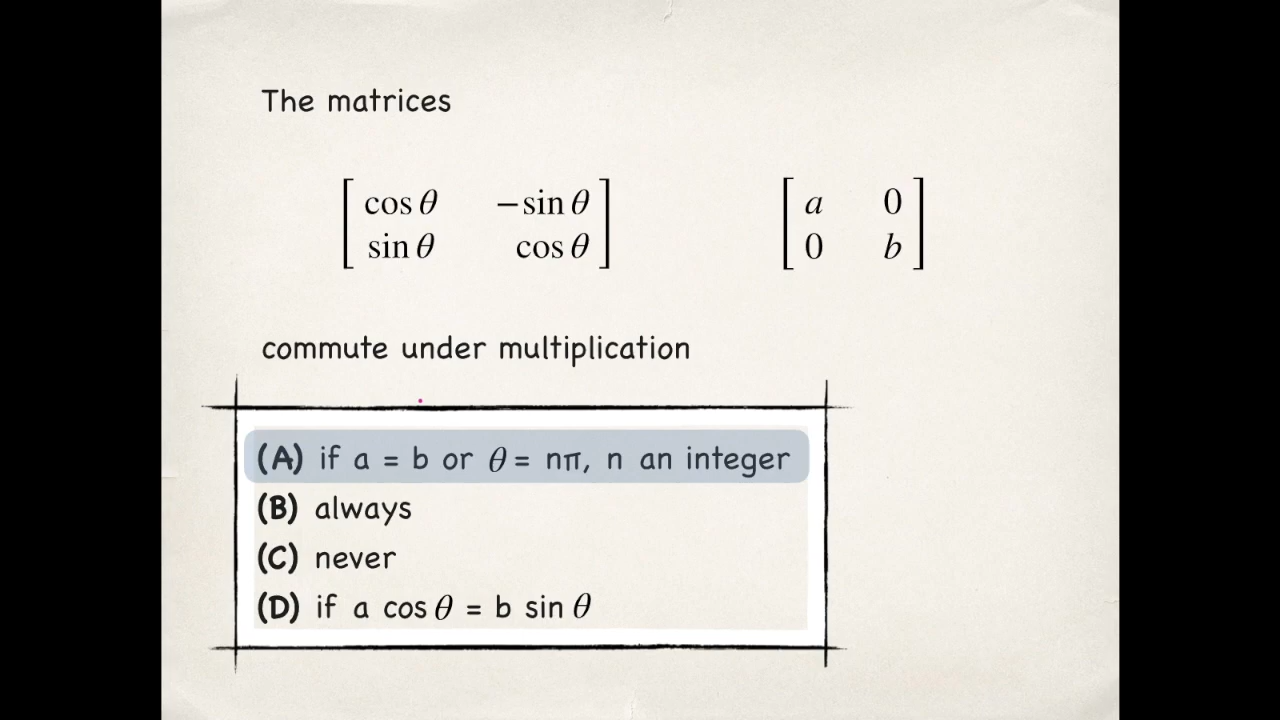 The matrices
[ cos θ −sin θ ] [ a 0 ]
[ sin θ cos θ ] [ 0 b ]
commute under multiplication
(A) if a = b or θ = nπ, n an integer
(B) always
(C) never
(D) if a cos θ = b sin θ